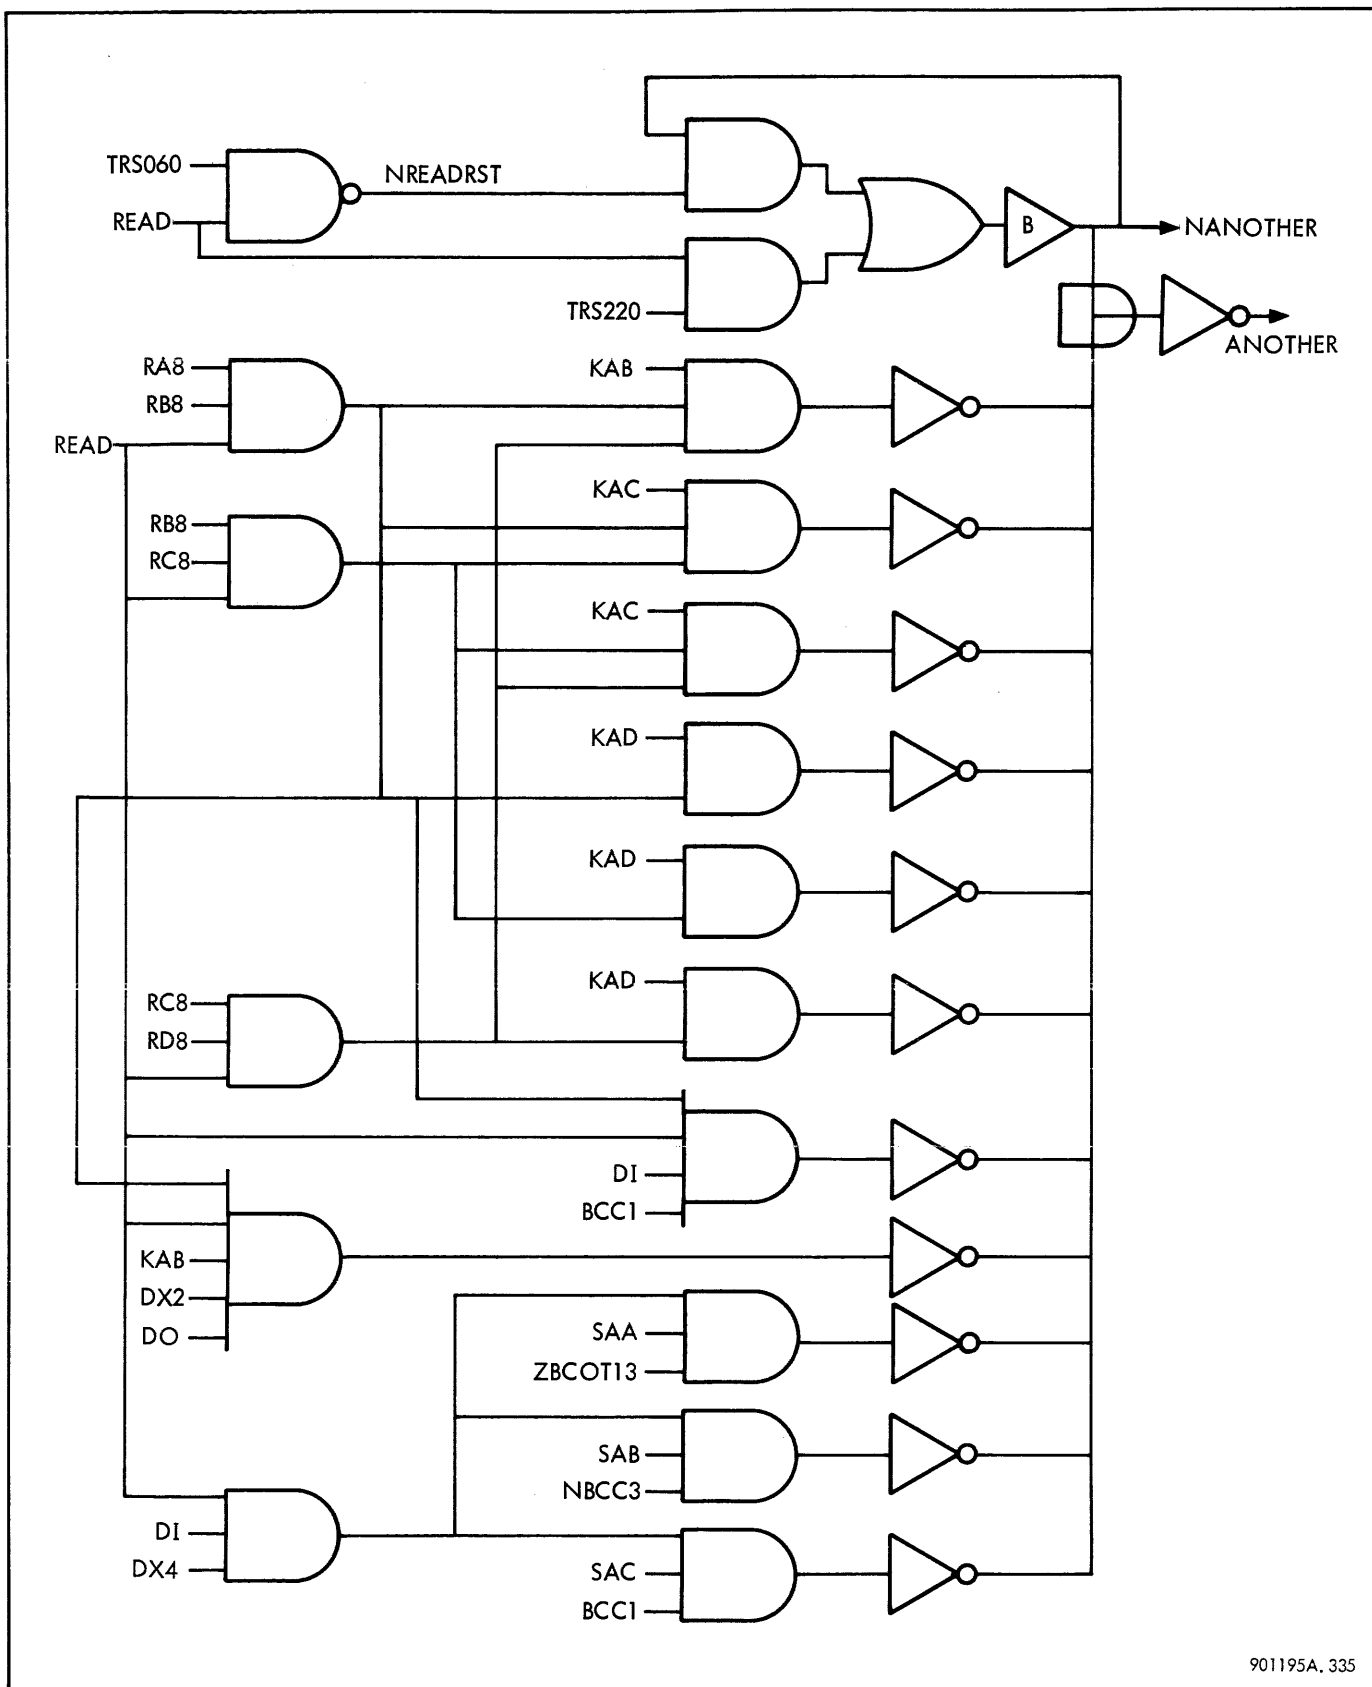 TRS060
NREADRST
READ
B
NANOTHER
TRS220
ANOTHER
RA8
KAB
RB8
READ
KAC
RB8
RC8
KAC
KAD
KAD
KAD
RC8
RD8
DI
BCC1
KAB
DX2
DO
SAA
ZBCOT13
SAB
NBCC3
DI
DX4
SAC
BCC1
901195A. 335